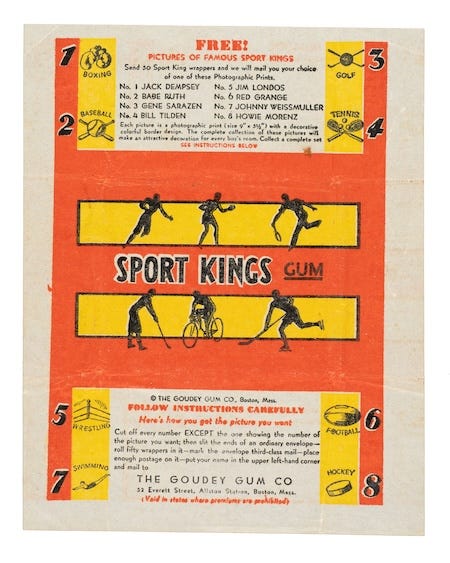 FREE!
PICTURES OF FAMOUS SPORT KINGS
Send 50 Sport King wrappers and we will mail you your choice
of one of these Photographic Prints.
No. 1 JACK DEMPSEY No. 5 JIM LONDOS
No. 2 BABE RUTH No. 6 RED GRANGE
No. 3 GENE SARAZEN No. 7 JOHNNY WEISSMULLER
No. 4 BILL TILDEN No. 8 HOWIE MORENZ
Each picture is a photographic print (size 9" x 5½") with a decorative
colorful border design. The complete collection of these pictures will
make an attractive decoration for every boy's room. Collect a complete set
SEE INSTRUCTIONS BELOW
1 BOXING
2 BASEBALL
3 GOLF
4 TENNIS
SPORT KINGS GUM
© THE GOUDEY GUM CO., Boston, Mass.
FOLLOW INSTRUCTIONS CAREFULLY
Here's how you get the picture you want
Cut off every number EXCEPT the one showing the number of
the picture you want; then slit the ends of an ordinary envelope—
roll fifty wrappers in it—mark the envelope third-class mail—place
enough postage on it—put your name in the upper left-hand corner
and mail to
THE GOUDEY GUM CO
52 Everett Street, Allston Station, Boston, Mass.
(Void in states where premiums are prohibited)
5 WRESTLING
7 SWIMMING
6 FOOTBALL
8 HOCKEY